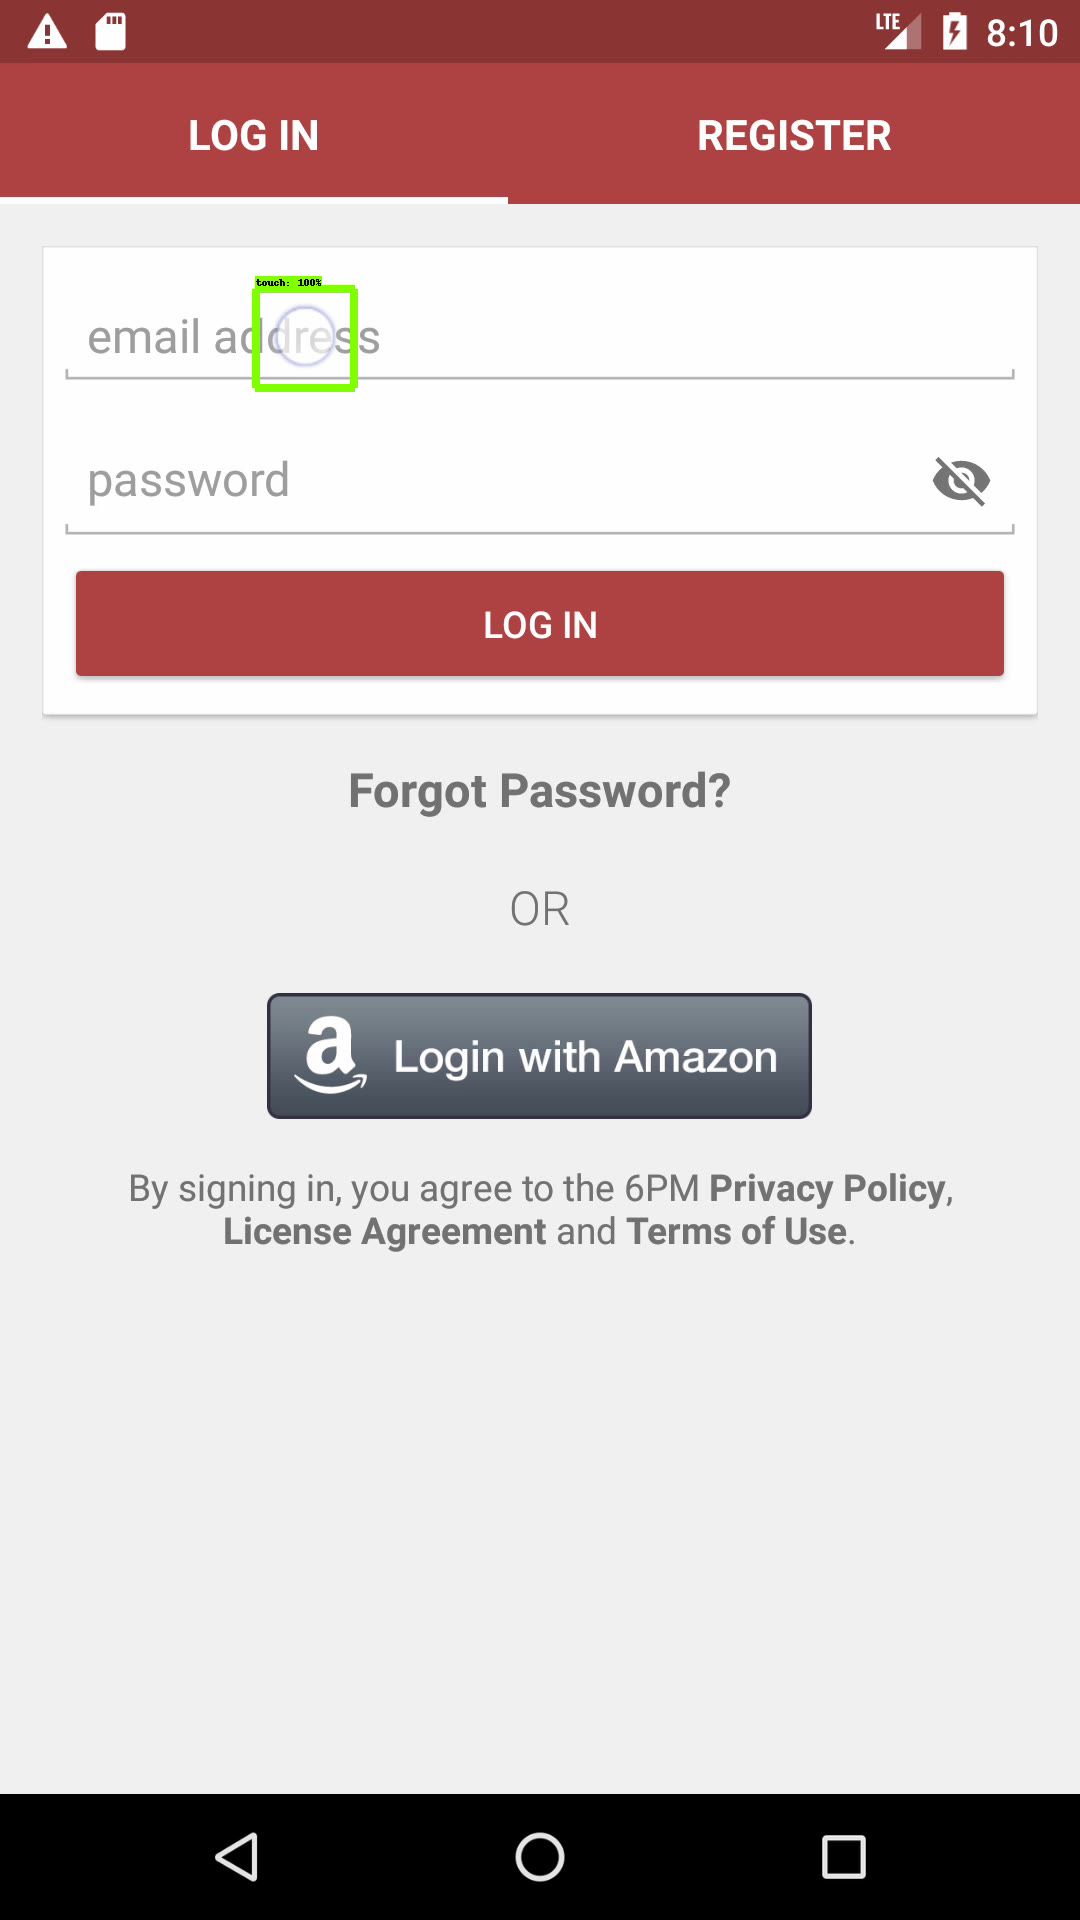 LTE 8:10
LOG IN REGISTER
touch: 100%
email address
password
LOG IN
Forgot Password?
OR
a Login with Amazon
By signing in, you agree to the 6PM Privacy Policy,
License Agreement and Terms of Use.